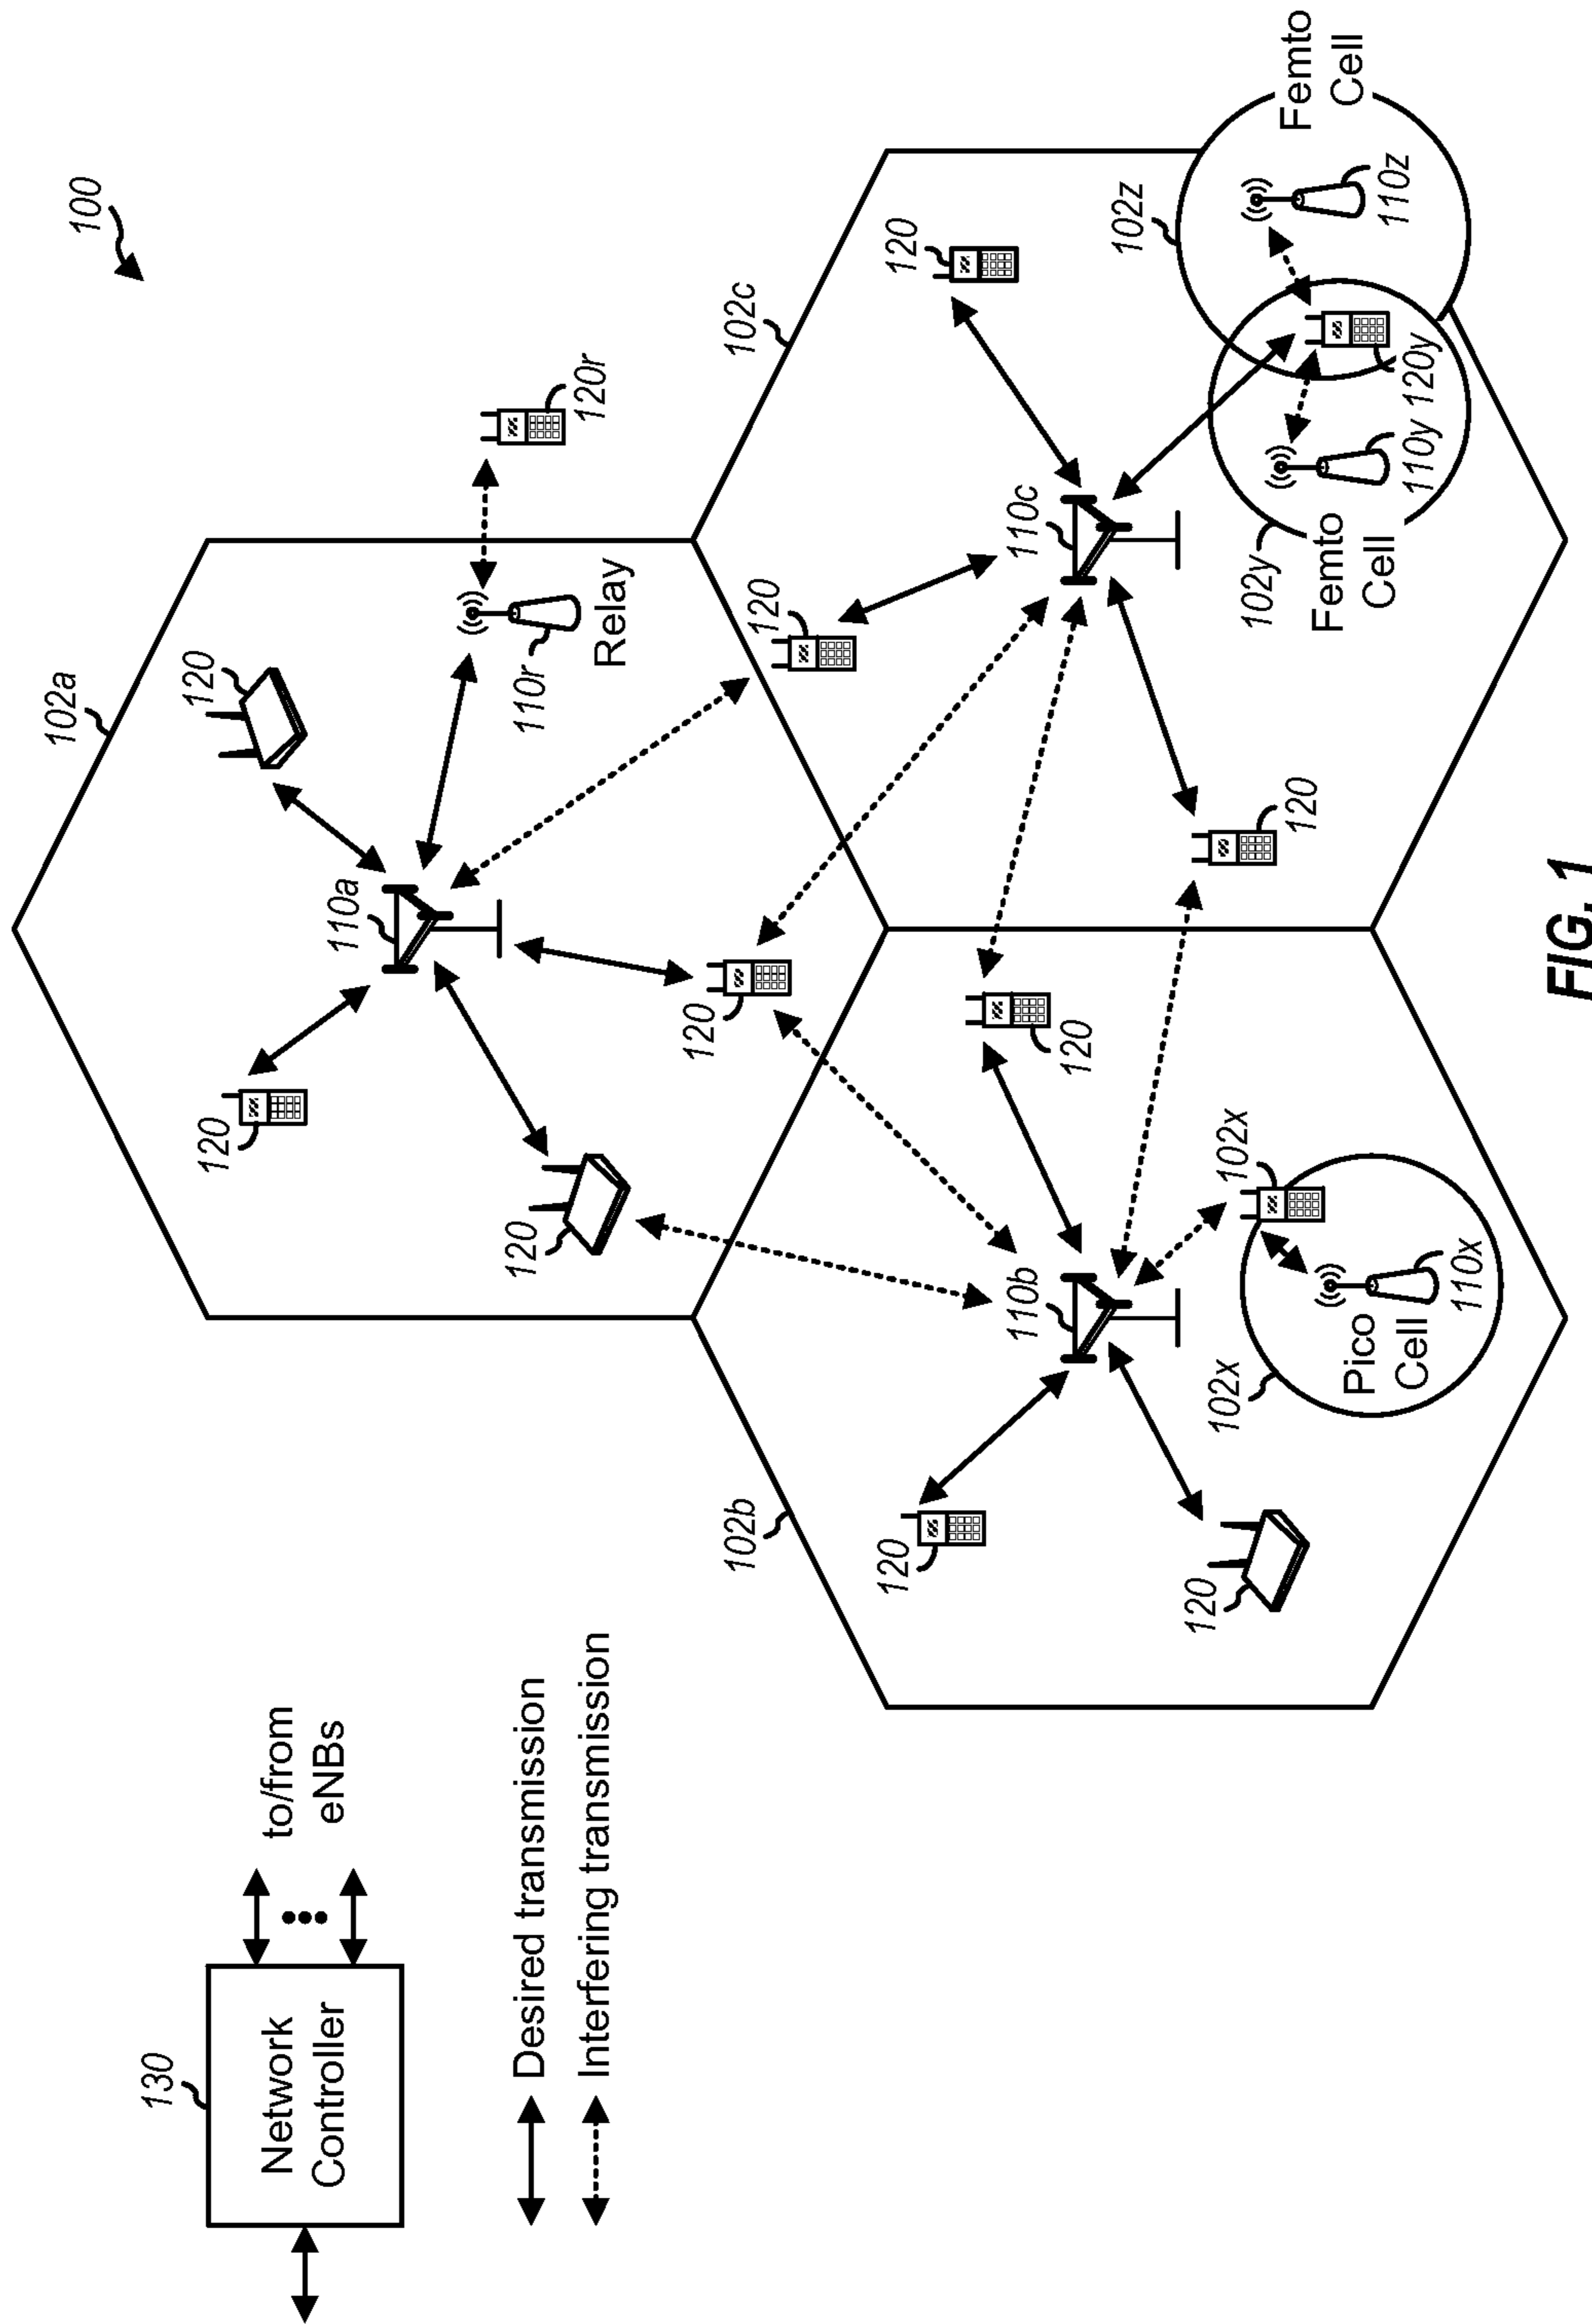 100
130
Network
Controller
to/from
eNBs
Desired transmission
Interfering transmission
102a
110a
120
120
120
120
110r
Relay
120r
102b
110b
120
120
120
102x
102x
Pico
Cell
110x
102c
110c
120
120
120
102y
Femto
Cell
110y
120y
102z
Femto
Cell
110z
FIG. 1